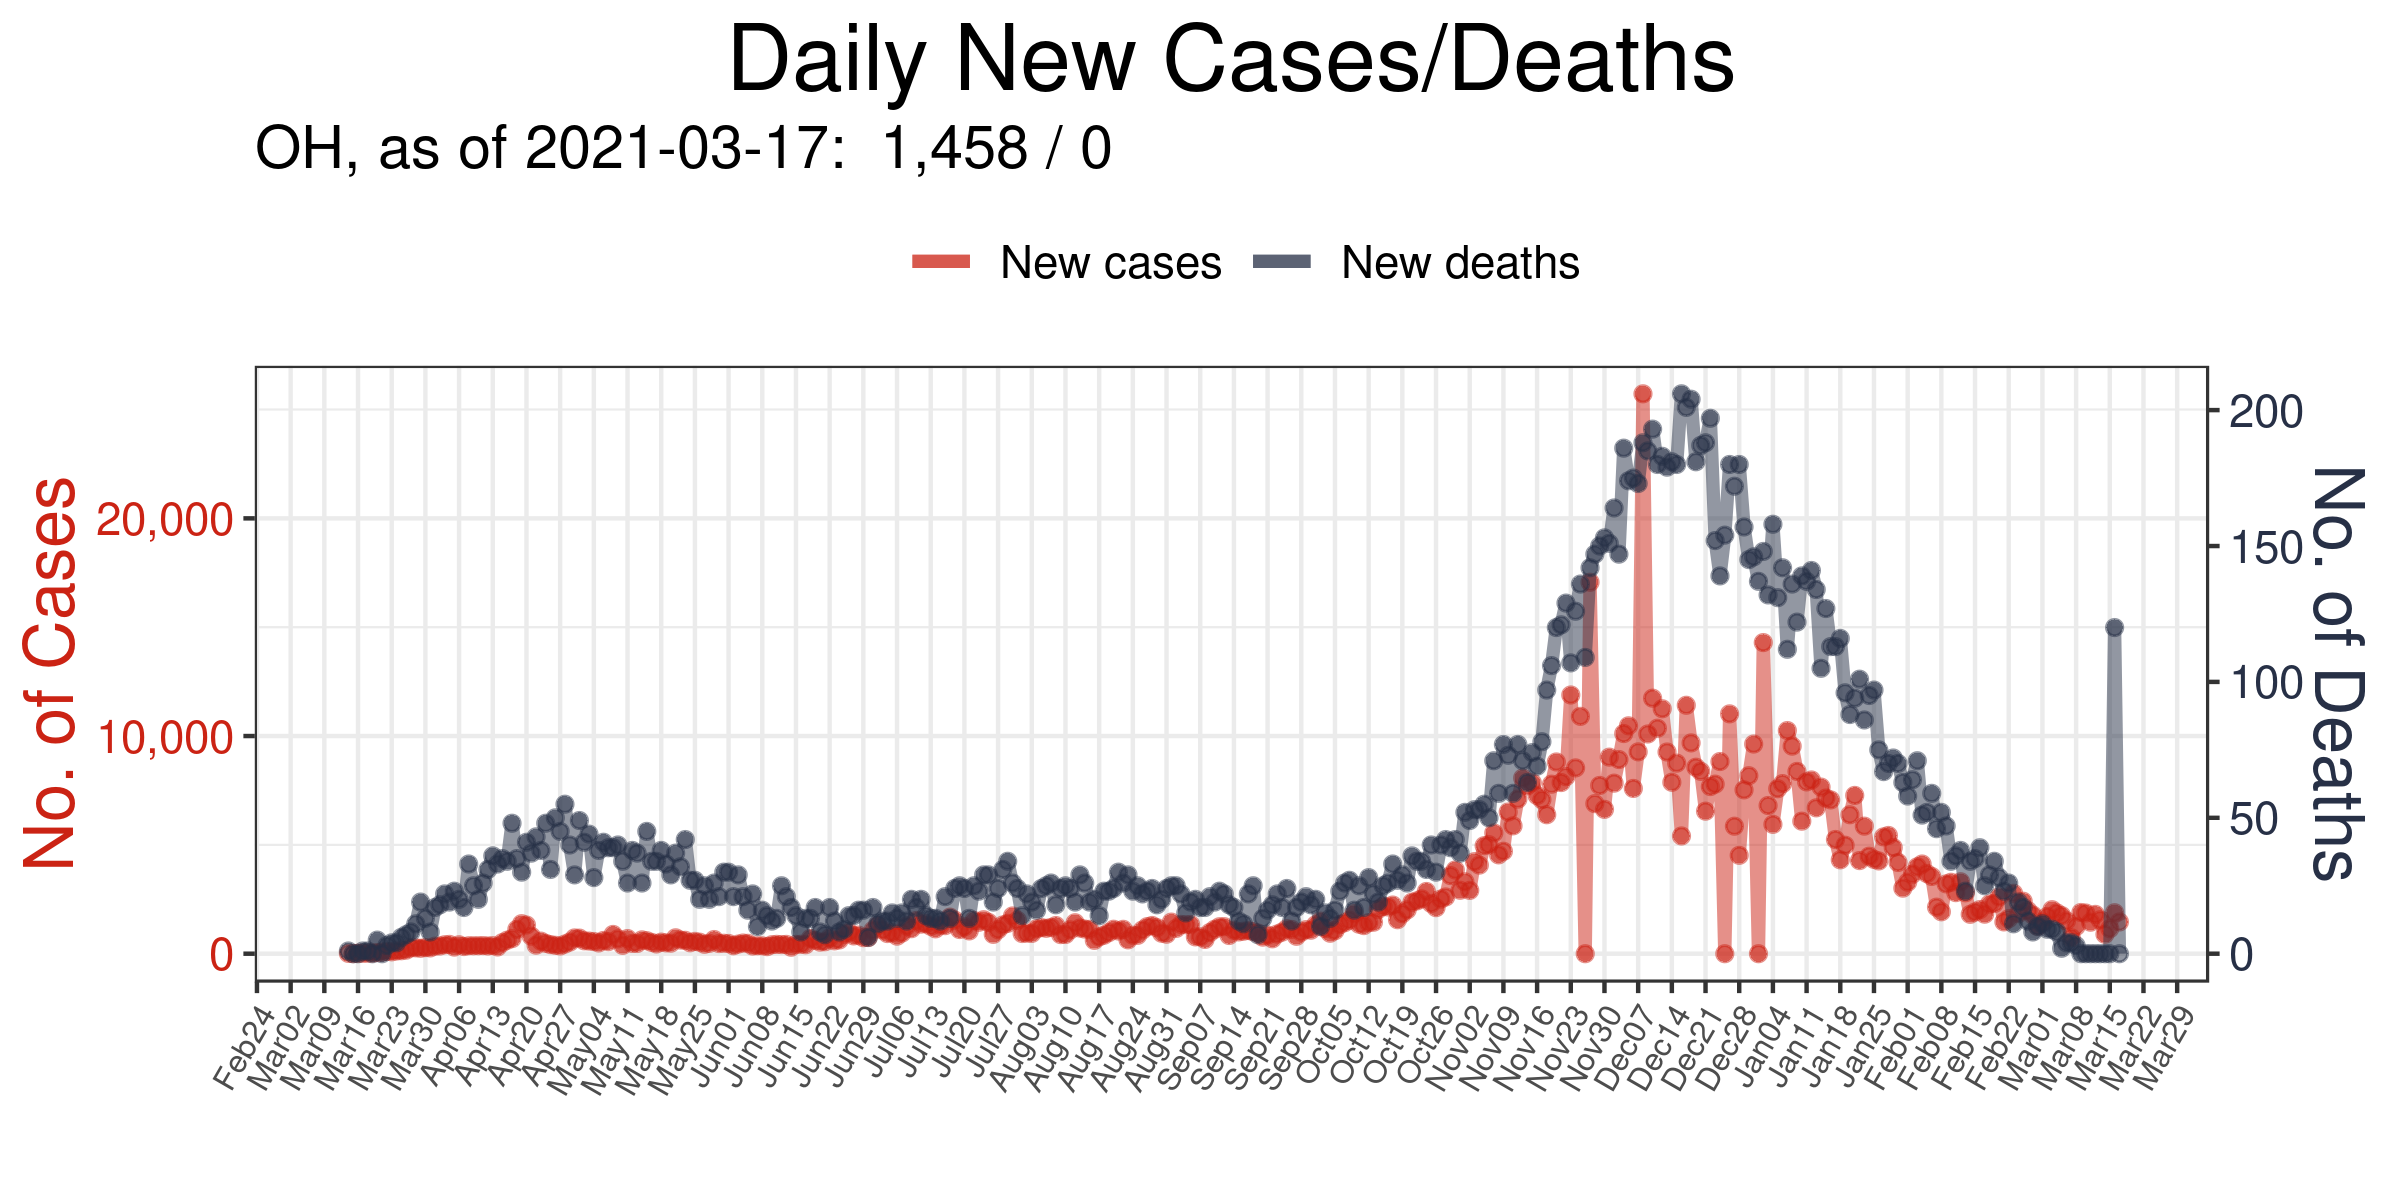 Daily New Cases/Deaths
OH, as of 2021-03-17:  1,458 / 0
New cases
New deaths
No. of Cases
20,000
10,000
0
200
150
100
50
0
No. of Deaths
Feb24
Mar02
Mar09
Mar16
Mar23
Mar30
Apr06
Apr13
Apr20
Apr27
May04
May11
May18
May25
Jun01
Jun08
Jun15
Jun22
Jun29
Jul06
Jul13
Jul20
Jul27
Aug03
Aug10
Aug17
Aug24
Aug31
Sep07
Sep14
Sep21
Sep28
Oct05
Oct12
Oct19
Oct26
Nov02
Nov09
Nov16
Nov23
Nov30
Dec07
Dec14
Dec21
Dec28
Jan04
Jan11
Jan18
Jan25
Feb01
Feb08
Feb15
Feb22
Mar01
Mar08
Mar15
Mar22
Mar29